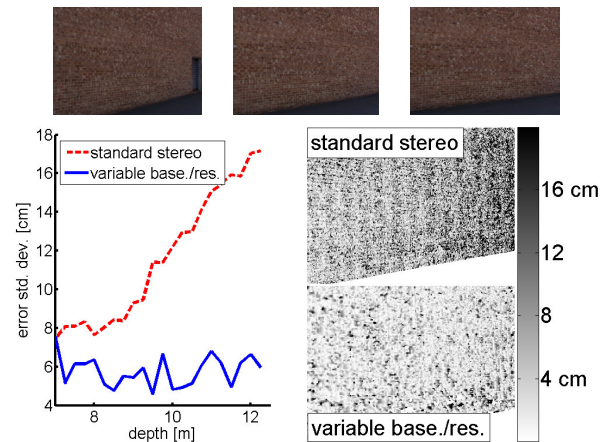 18
16
14
12
10
8
6
4
error std. dev. [cm]
standard stereo
variable base./res.
8
10
12
depth [m]
standard stereo
variable base./res.
16 cm
12
8
4 cm